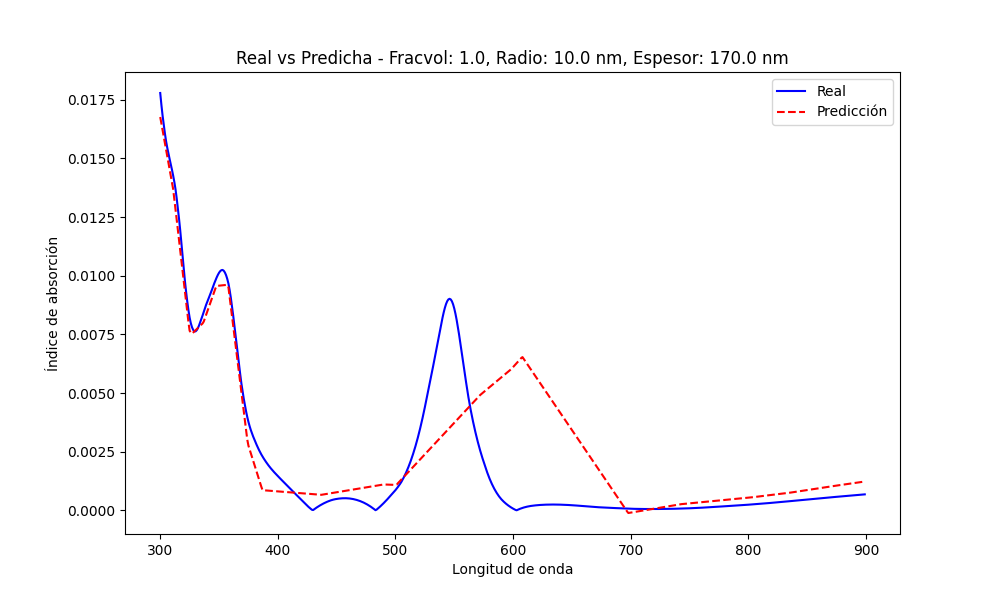 Real vs Predicha - Fracvol: 1.0, Radio: 10.0 nm, Espesor: 170.0 nm
Real
Predicción
Índice de absorción
0.0175
0.0150
0.0125
0.0100
0.0075
0.0050
0.0025
0.0000
300 400 500 600 700 800 900
Longitud de onda